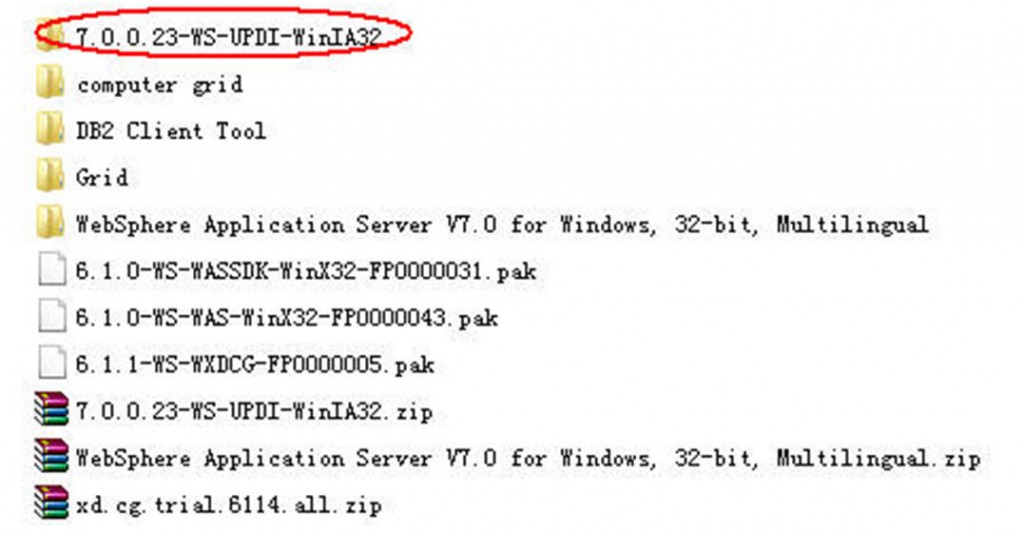 7.0.0.23-WS-UPDI-WinIA32
computer grid
DB2 Client Tool
Grid
WebSphere Application Server V7.0 for Windows, 32-bit, Multilingual
6.1.0-WS-WASSDK-WinX32-FP0000031.pak
6.1.0-WS-WAS-WinX32-FP0000043.pak
6.1.1-WS-WXDCG-FP0000005.pak
7.0.0.23-WS-UPDI-WinIA32.zip
WebSphere Application Server V7.0 for Windows, 32-bit, Multilingual.zip
xd.cg.trial.6114.all.zip